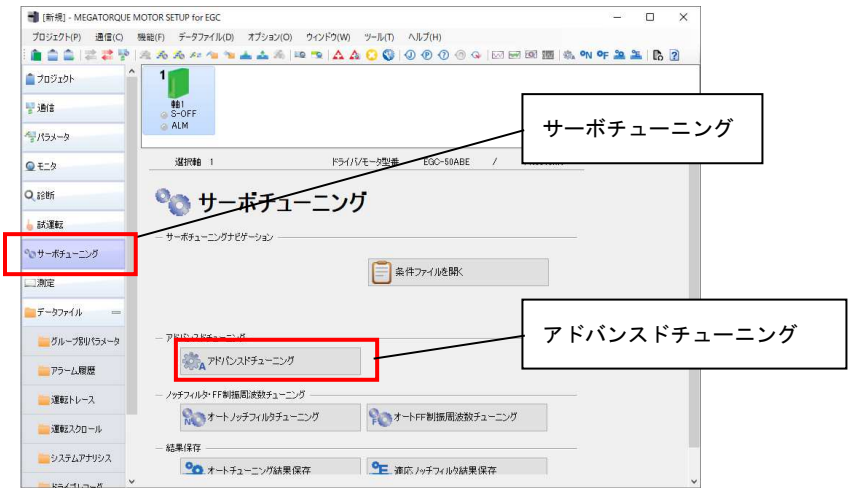 [新規] - MEGATORQUE MOTOR SETUP for EGC
プロジェクト(P) 通信(C) 機能(F) データファイル(D) オプション(O) ウィンドウ(W) ツール(T) ヘルプ(H)
プロジェクト
通信
パラメータ
モニタ
診断
試運転
サーボチューニング
測定
データファイル
グループ別パラメータ
アラーム履歴
運転トレース
運転スクロール
システムアナリシス
1
軸1
S-OFF
ALM
選択軸 1 ドライバ/モータ型番 EGC-50ABE /
サーボチューニング
サーボチューニングナビゲーション
条件ファイルを開く
アドバンスドチューニング
アドバンスドチューニング
ノッチフィルタ・FF制振周波数チューニング
オートノッチフィルタチューニング
オートFF制振周波数チューニング
結果保存
オートチューニング結果保存
適応ノッチフィルタ結果保存
サーボチューニング
アドバンスドチューニング